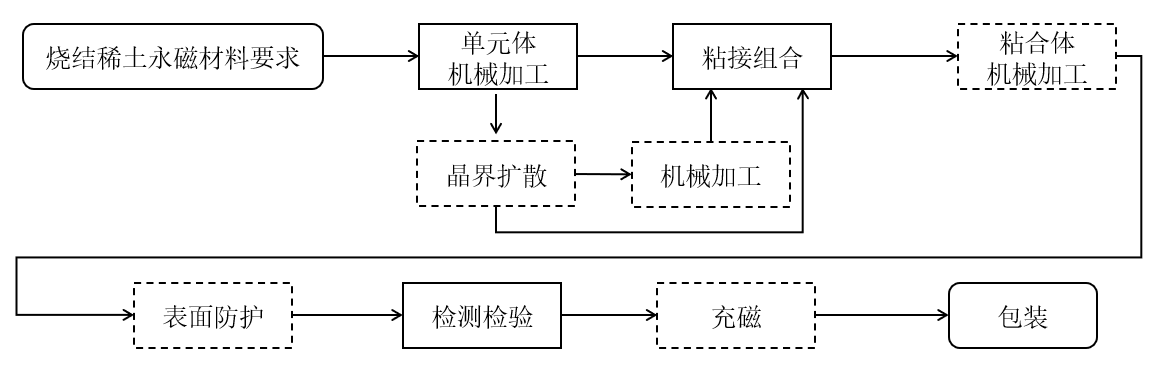 烧结稀土永磁材料要求
单元体
机械加工
粘接组合
粘合体
机械加工
晶界扩散
机械加工
表面防护
检测检验
充磁
包装